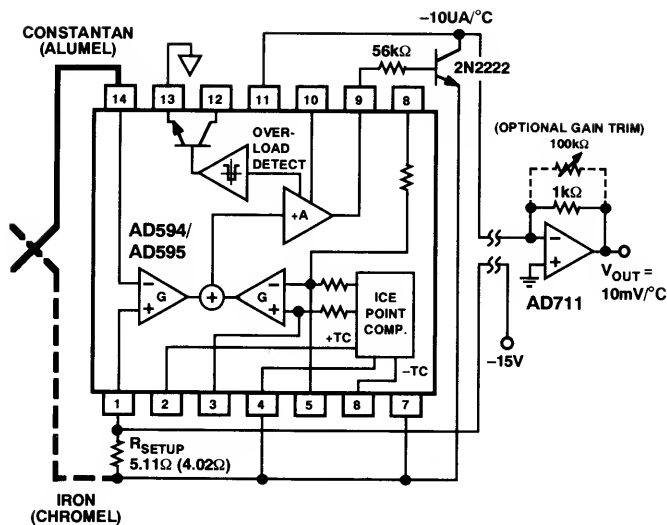 CONSTANTAN
(ALUMEL)
–10UA/°C
56kΩ
2N2222
14
13
12
11
10
9
8
OVER-
LOAD
DETECT
(OPTIONAL GAIN TRIM)
100kΩ
1kΩ
+A
AD594/
AD595
–
+
G
+
G
–
+
ICE
POINT
COMP.
+TC
–TC
–
+
AD711
VOUT =
10mV/°C
–15V
1
2
3
4
5
8
7
RSETUP
5.11Ω (4.02Ω)
IRON
(CHROMEL)